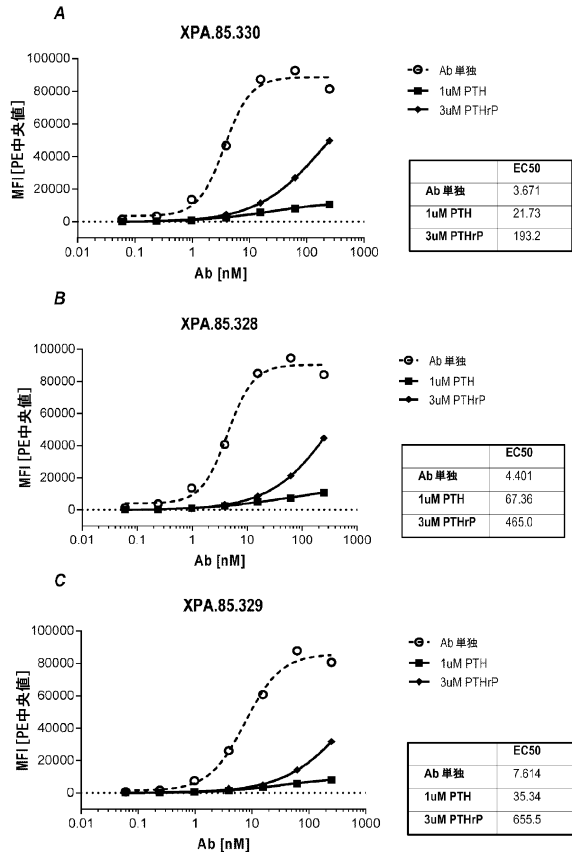 A
XPA.85.330
MFI [PE中央値]
100000
80000
60000
40000
20000
0
0.01 0.1 1 10 100 1000
Ab [nM]
Ab 単独
1uM PTH
3uM PTHrP
EC50
Ab 単独 3.671
1uM PTH 21.73
3uM PTHrP 193.2
B
XPA.85.328
MFI [PE中央値]
100000
80000
60000
40000
20000
0
0.01 0.1 1 10 100 1000
Ab [nM]
Ab 単独
1uM PTH
3uM PTHrP
EC50
Ab 単独 4.401
1uM PTH 67.36
3uM PTHrP 465.0
C
XPA.85.329
MFI [PE中央値]
100000
80000
60000
40000
20000
0
0.01 0.1 1 10 100 1000
Ab [nM]
Ab 単独
1uM PTH
3uM PTHrP
EC50
Ab 単独 7.614
1uM PTH 35.34
3uM PTHrP 655.5